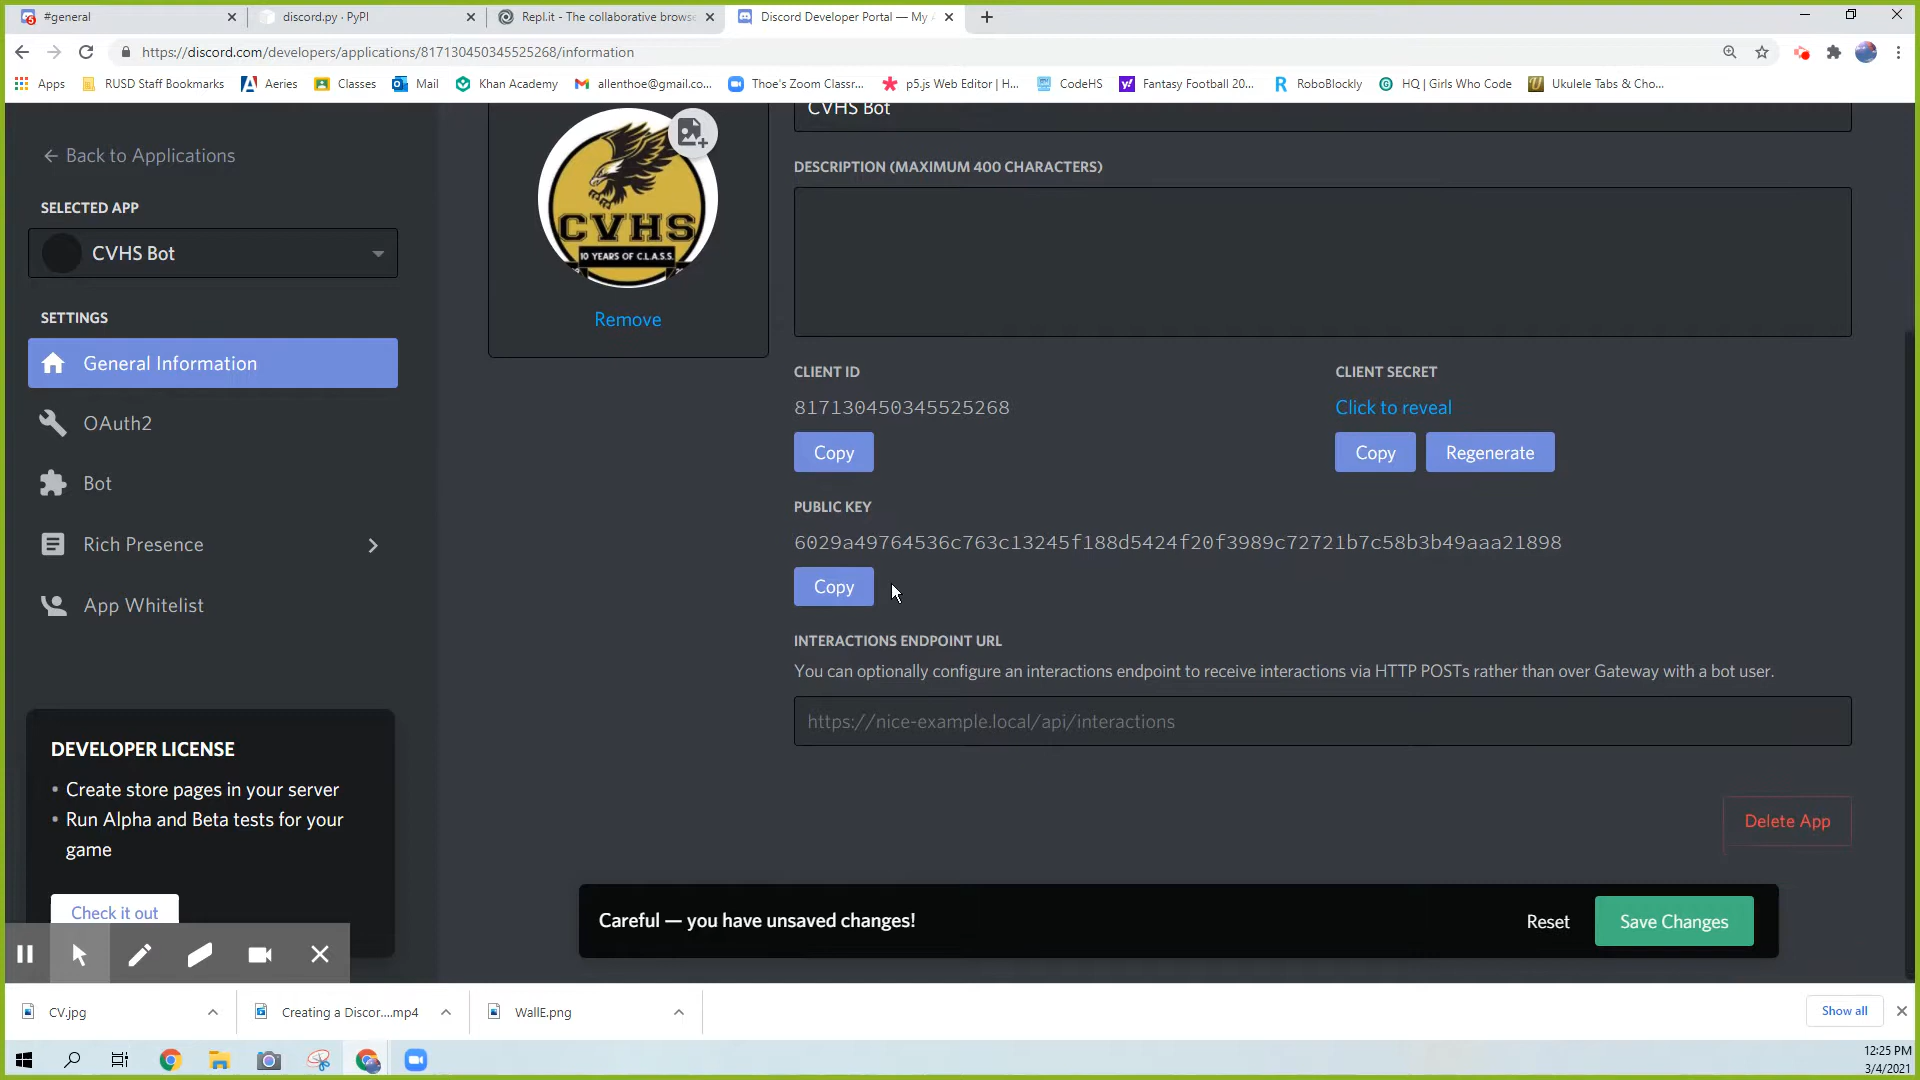 #general
discord.py · PyPI
Repl.it - The collaborative browse
Discord Developer Portal — My
https://discord.com/developers/applications/817130450345525268/information
Apps
RUSD Staff Bookmarks
Aeries
Classes
Mail
Khan Academy
allenthoe@gmail.co...
Thoe's Zoom Classr...
p5.js Web Editor | H...
CodeHS
Fantasy Football 20...
RoboBlockly
HQ | Girls Who Code
Ukulele Tabs & Cho...
Back to Applications
SELECTED APP
CVHS Bot
SETTINGS
General Information
OAuth2
Bot
Rich Presence
App Whitelist
DEVELOPER LICENSE
• Create store pages in your server
• Run Alpha and Beta tests for your
game
Check it out
CVHS
10 YEARS OF C.L.A.S.S.
Remove
CVHS Bot
DESCRIPTION (MAXIMUM 400 CHARACTERS)
CLIENT ID
817130450345525268
Copy
CLIENT SECRET
Click to reveal
Copy
Regenerate
PUBLIC KEY
6029a49764536c763c13245f188d5424f20f3989c72721b7c58b3b49aaa21898
Copy
INTERACTIONS ENDPOINT URL
You can optionally configure an interactions endpoint to receive interactions via HTTP POSTs rather than over Gateway with a bot user.
https://nice-example.local/api/interactions
Delete App
Careful — you have unsaved changes!
Reset
Save Changes
CV.jpg
Creating a Discor....mp4
WallE.png
Show all
12:25 PM
3/4/2021